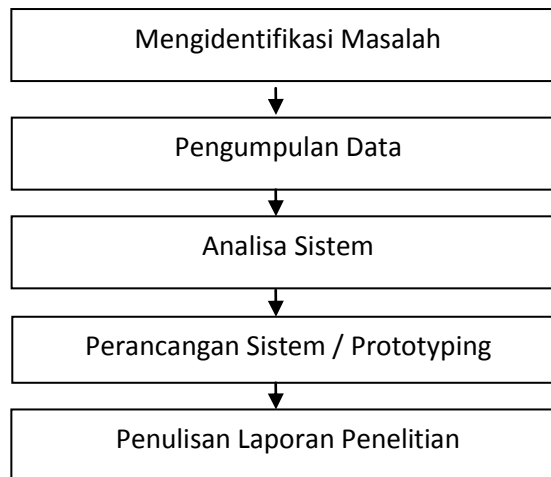 Mengidentifikasi Masalah
Pengumpulan Data
Analisa Sistem
Perancangan Sistem / Prototyping
Penulisan Laporan Penelitian